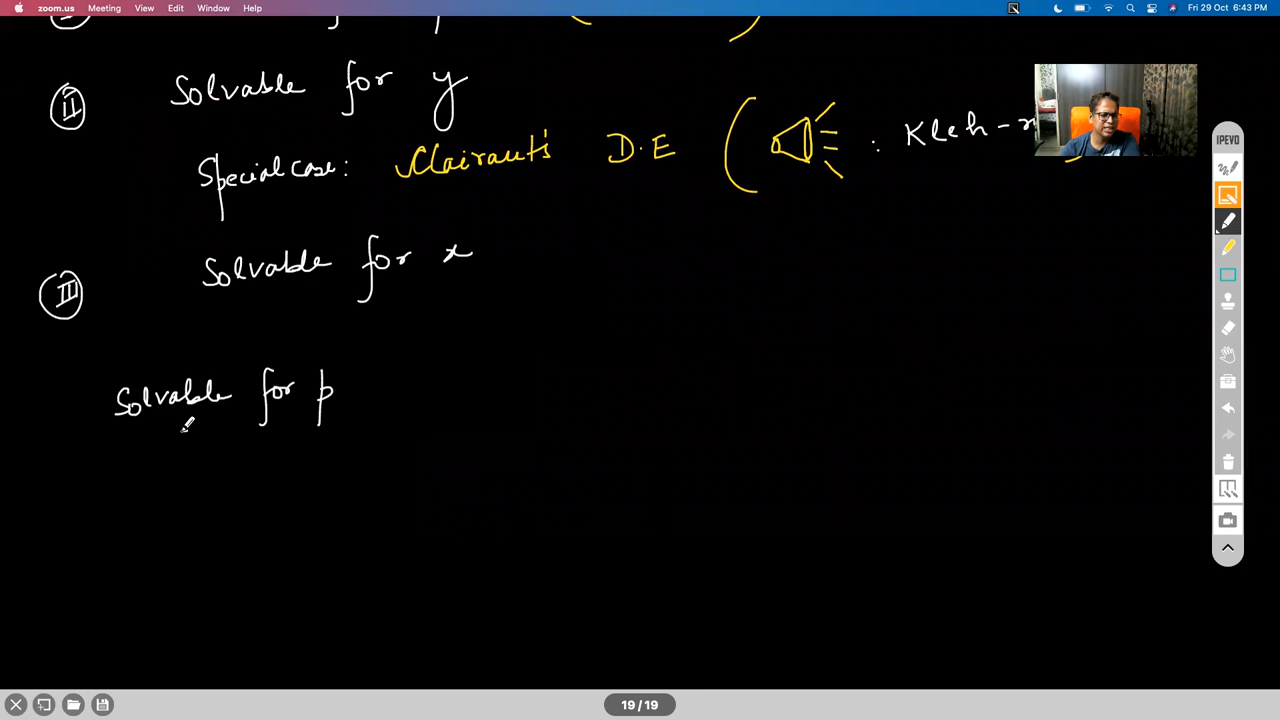 zoom.us Meeting View Edit Window Help Fri 29 Oct 6:43 PM
II Solvable for y
Special case: Clairaut's D.E ( : Kleh-r
III Solvable for x
Solvable for p
IPEVO
19/19